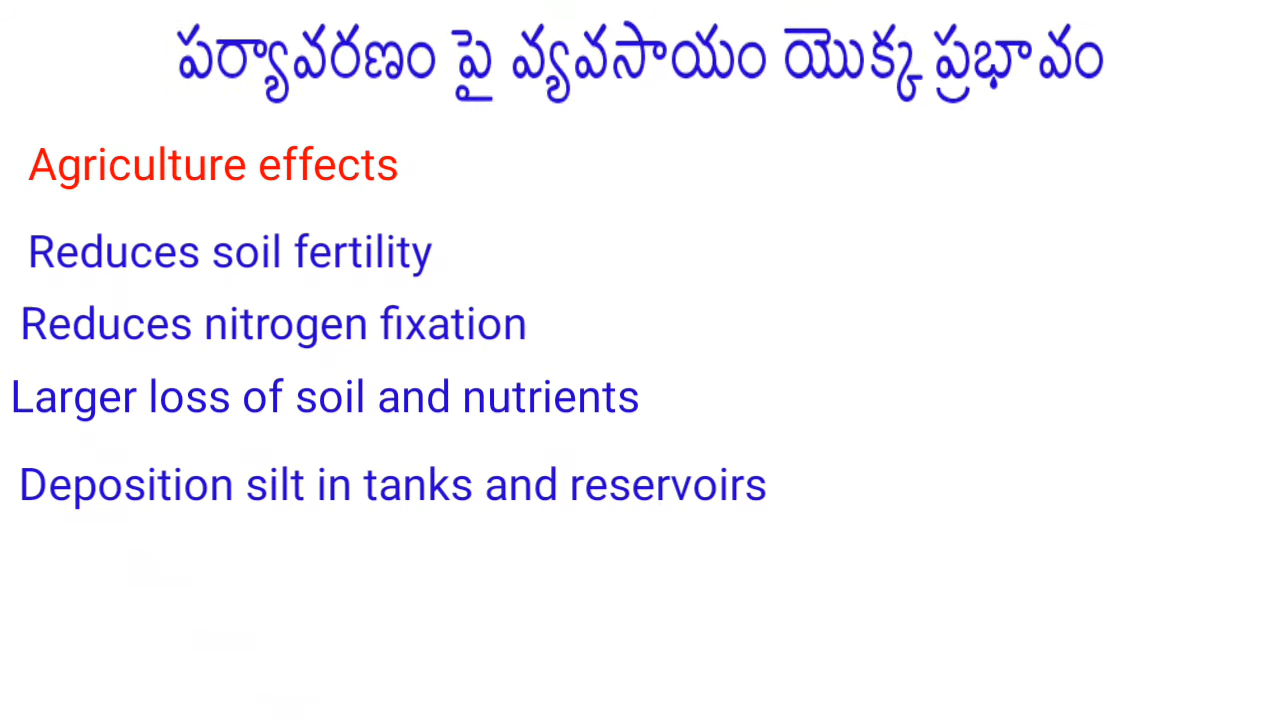 పర్యావరణం పై వ్యవసాయం యొక్క ప్రభావం
Agriculture effects
Reduces soil fertility
Reduces nitrogen fixation
Larger loss of soil and nutrients
Deposition silt in tanks and reservoirs